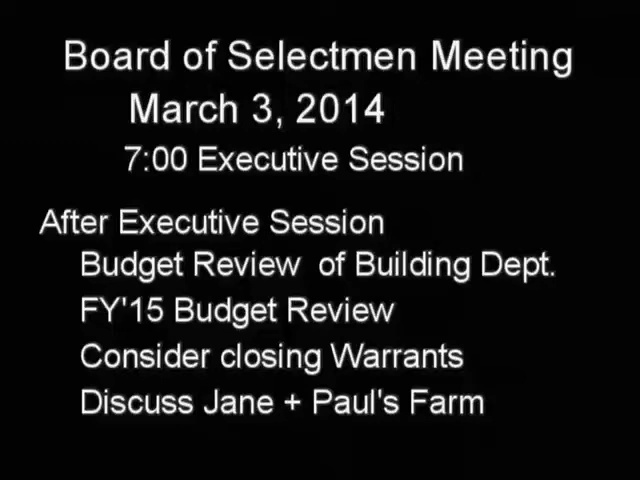 Board of Selectmen Meeting
March 3, 2014
7:00 Executive Session
After Executive Session
Budget Review of Building Dept.
FY'15 Budget Review
Consider closing Warrants
Discuss Jane + Paul's Farm